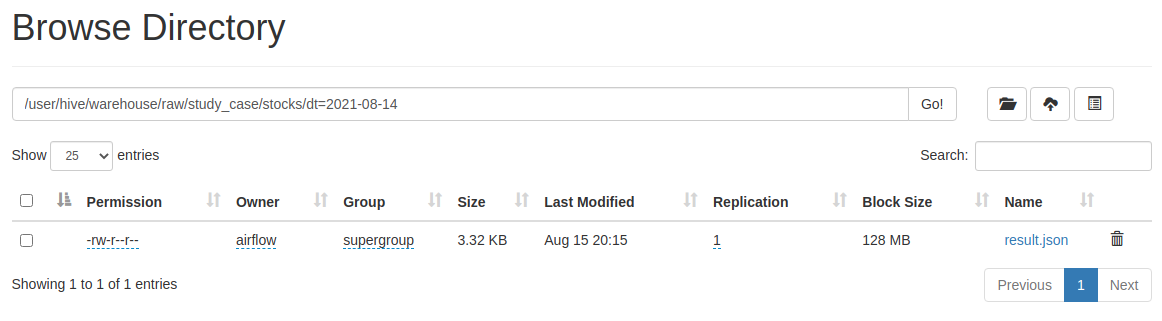 Browse Directory
/user/hive/warehouse/raw/study_case/stocks/dt=2021-08-14 Go!
Show 25 entries Search:
Permission Owner Group Size Last Modified Replication Block Size Name
-rw-r--r-- airflow supergroup 3.32 KB Aug 15 20:15 1 128 MB result.json
Showing 1 to 1 of 1 entries Previous 1 Next